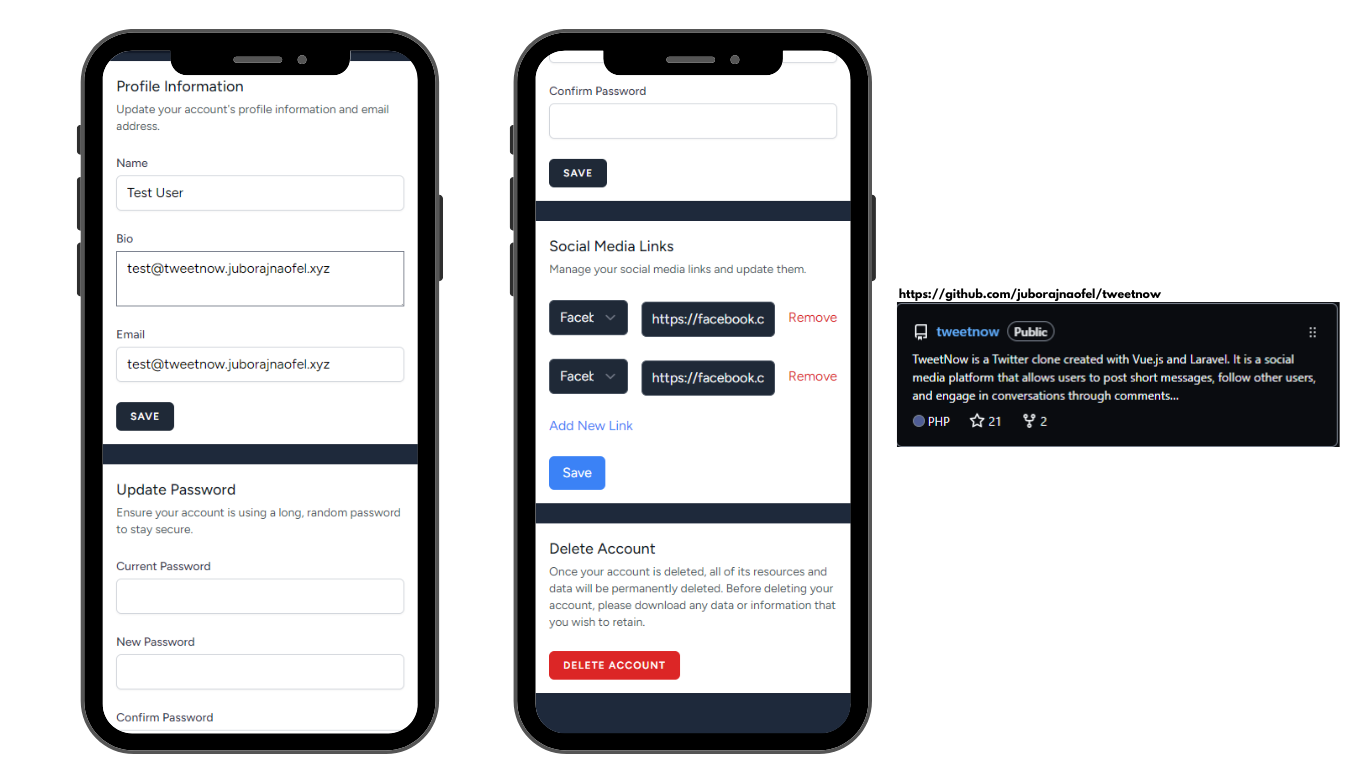 Profile Information
Update your account's profile information and email
address.
Name
Test User
Bio
test@tweetnow.juborajnaofel.xyz
Email
test@tweetnow.juborajnaofel.xyz
SAVE
Update Password
Ensure your account is using a long, random password
to stay secure.
Current Password
New Password
Confirm Password
Confirm Password
SAVE
Social Media Links
Manage your social media links and update them.
Faceb https://facebook.c Remove
Faceb https://facebook.c Remove
Add New Link
Save
Delete Account
Once your account is deleted, all of its resources and
data will be permanently deleted. Before deleting your
account, please download any data or information that
you wish to retain.
DELETE ACCOUNT
https://github.com/juborajnaofel/tweetnow
tweetnow Public
TweetNow is a Twitter clone created with Vue.js and Laravel. It is a social
media platform that allows users to post short messages, follow other users,
and engage in conversations through comments...
PHP 21 2